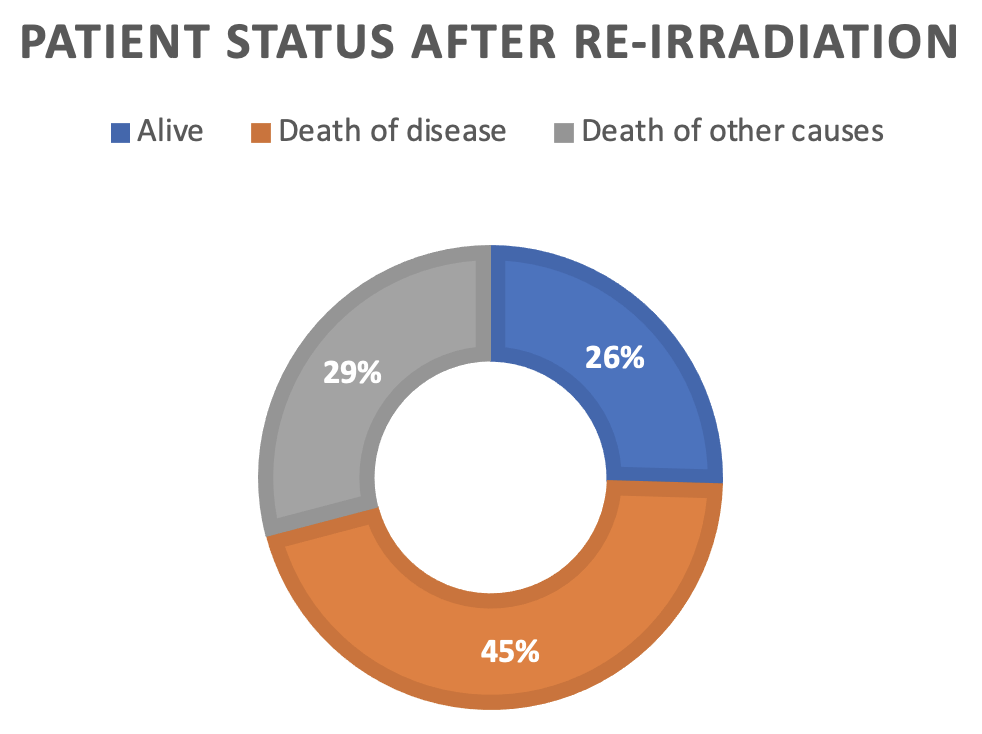 PATIENT STATUS AFTER RE-IRRADIATION
Alive Death of disease Death of other causes
26%
29%
45%